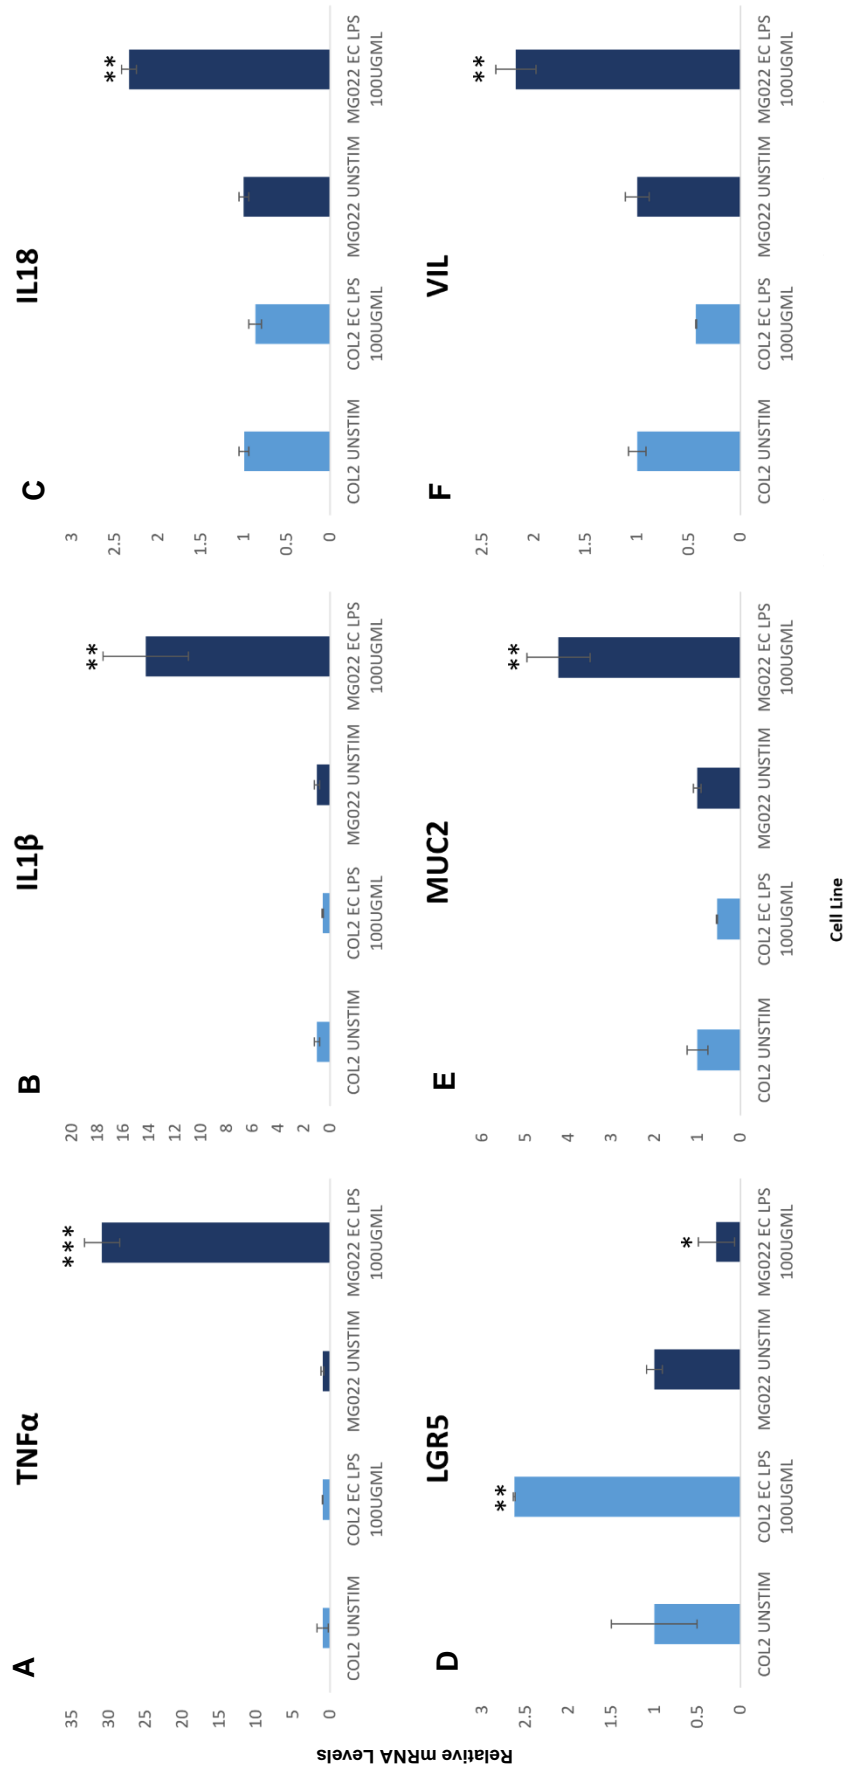 A
TNFα
***
35
30
25
20
15
10
5
0
COL2 UNSTIM
COL2 EC LPS
100UGML
MG022 UNSTIM
MG022 EC LPS
100UGML
B
IL1β
**
20
18
16
14
12
10
8
6
4
2
0
COL2 UNSTIM
COL2 EC LPS
100UGML
MG022 UNSTIM
MG022 EC LPS
100UGML
C
IL18
**
3
2.5
2
1.5
1
0.5
0
COL2 UNSTIM
COL2 EC LPS
100UGML
MG022 UNSTIM
MG022 EC LPS
100UGML
Relative mRNA Levels
D
LGR5
**
*
3
2.5
2
1.5
1
0.5
0
COL2 UNSTIM
COL2 EC LPS
100UGML
MG022 UNSTIM
MG022 EC LPS
100UGML
E
MUC2
**
6
5
4
3
2
1
0
COL2 UNSTIM
COL2 EC LPS
100UGML
MG022 UNSTIM
MG022 EC LPS
100UGML
F
VIL
**
2.5
2
1.5
1
0.5
0
COL2 UNSTIM
COL2 EC LPS
100UGML
MG022 UNSTIM
MG022 EC LPS
100UGML
Cell Line